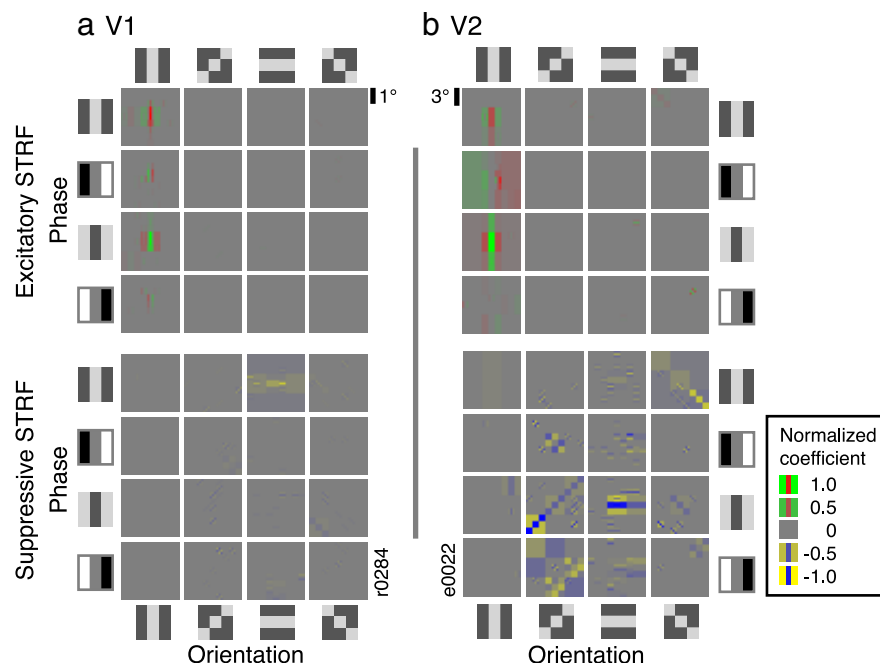 a V1
b V2
1°
3°
Excitatory STRF
Phase
Suppressive STRF
Phase
r0284
e0022
Normalized
coefficient
1.0
0.5
0
-0.5
-1.0
Orientation
Orientation